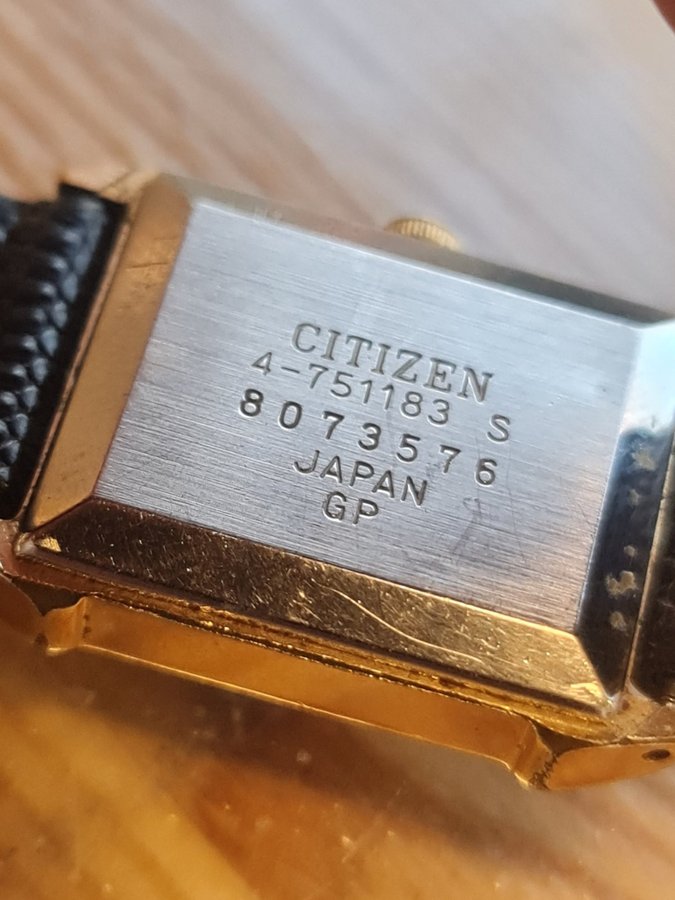 CITIZEN
4-751183 S
8073576
JAPAN
GP